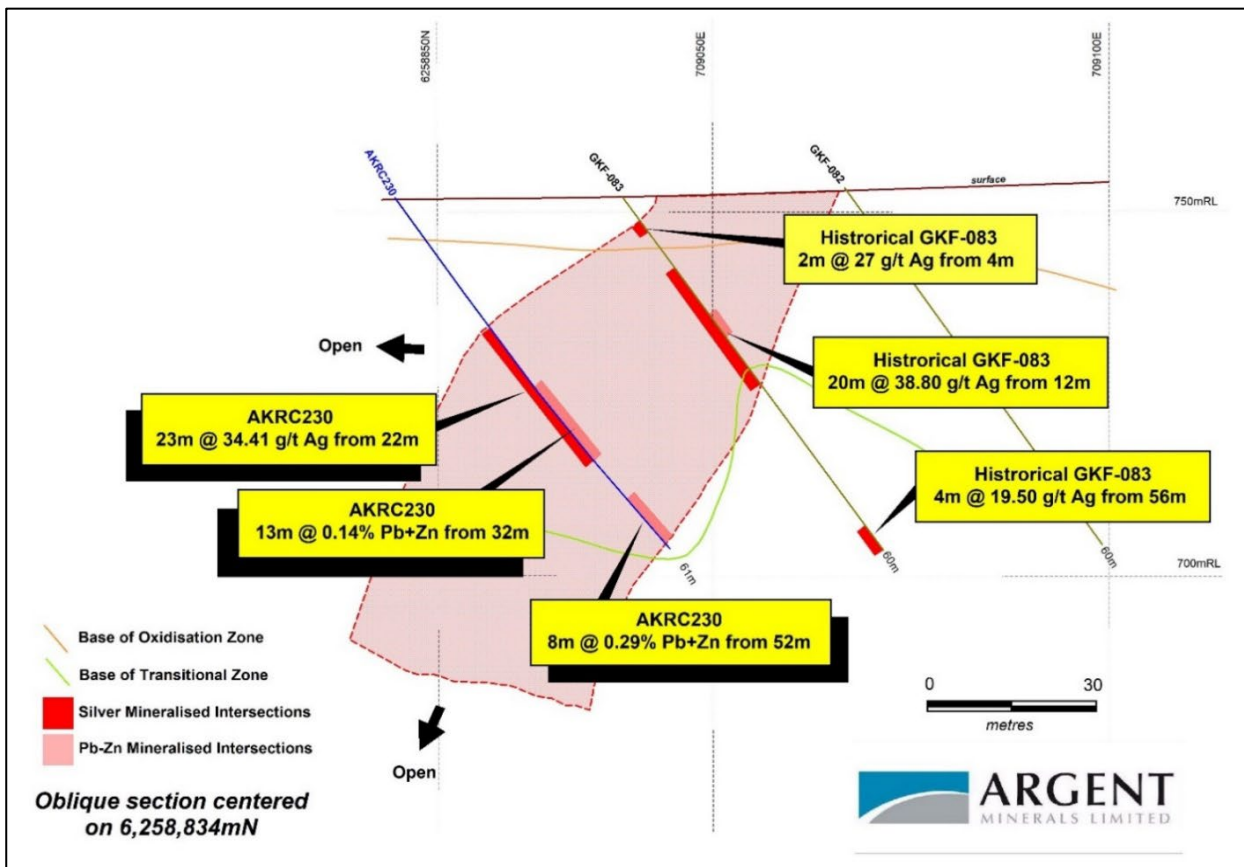 6258850N
709050E
709100E
AKRC230
GKF-083
GKF-082
surface
750mRL
Histrorical GKF-083
2m @ 27 g/t Ag from 4m
Open
Histrorical GKF-083
20m @ 38.80 g/t Ag from 12m
AKRC230
23m @ 34.41 g/t Ag from 22m
Histrorical GKF-083
4m @ 19.50 g/t Ag from 56m
AKRC230
13m @ 0.14% Pb+Zn from 32m
61m
60m
60m
700mRL
AKRC230
8m @ 0.29% Pb+Zn from 52m
Base of Oxidisation Zone
Base of Transitional Zone
Silver Mineralised Intersections
Pb-Zn Mineralised Intersections
Open
0 30
metres
Oblique section centered
on 6,258,834mN
ARGENT
MINERALS LIMITED